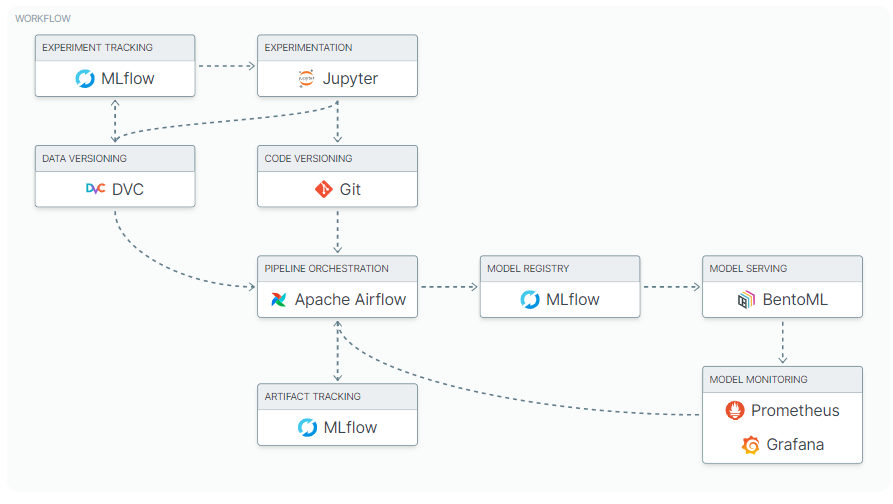 WORKFLOW
EXPERIMENT TRACKING
MLflow
EXPERIMENTATION
Jupyter
DATA VERSIONING
DVC DVC
CODE VERSIONING
Git
PIPELINE ORCHESTRATION
Apache Airflow
MODEL REGISTRY
MLflow
MODEL SERVING
BentoML
ARTIFACT TRACKING
MLflow
MODEL MONITORING
Prometheus
Grafana